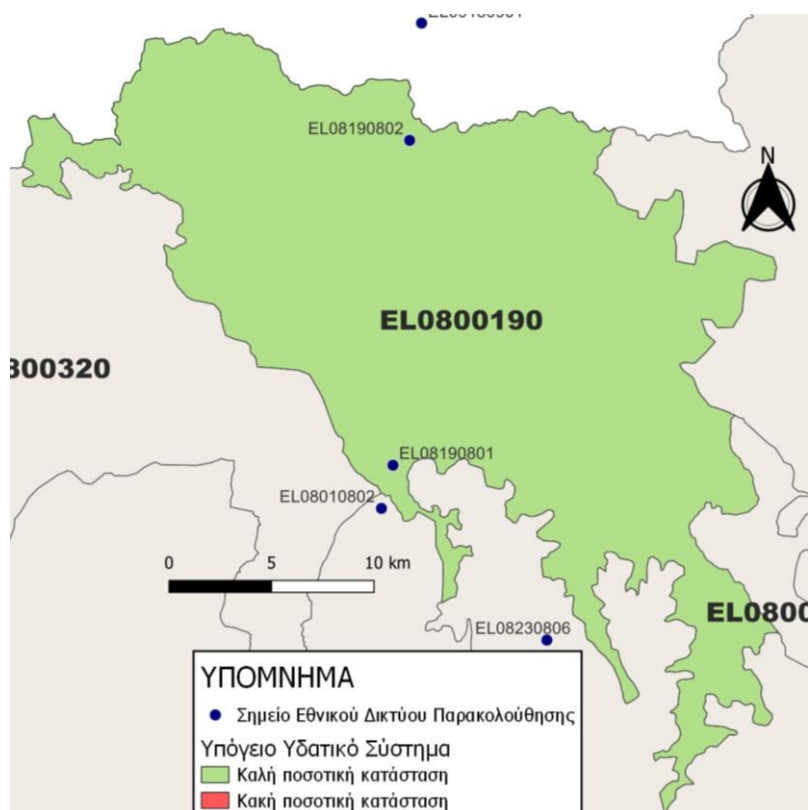 EL08190802
N
EL0800190
300320
EL08190801
EL08010802
0 5 10 km
EL0800
EL08230806
ΥΠΟΜΝΗΜΑ
Σημείο Εθνικού Δικτύου Παρακολούθησης
Υπόγειο Υδατικό Σύστημα
Καλή ποσοτική κατάσταση
Κακή ποσοτική κατάσταση